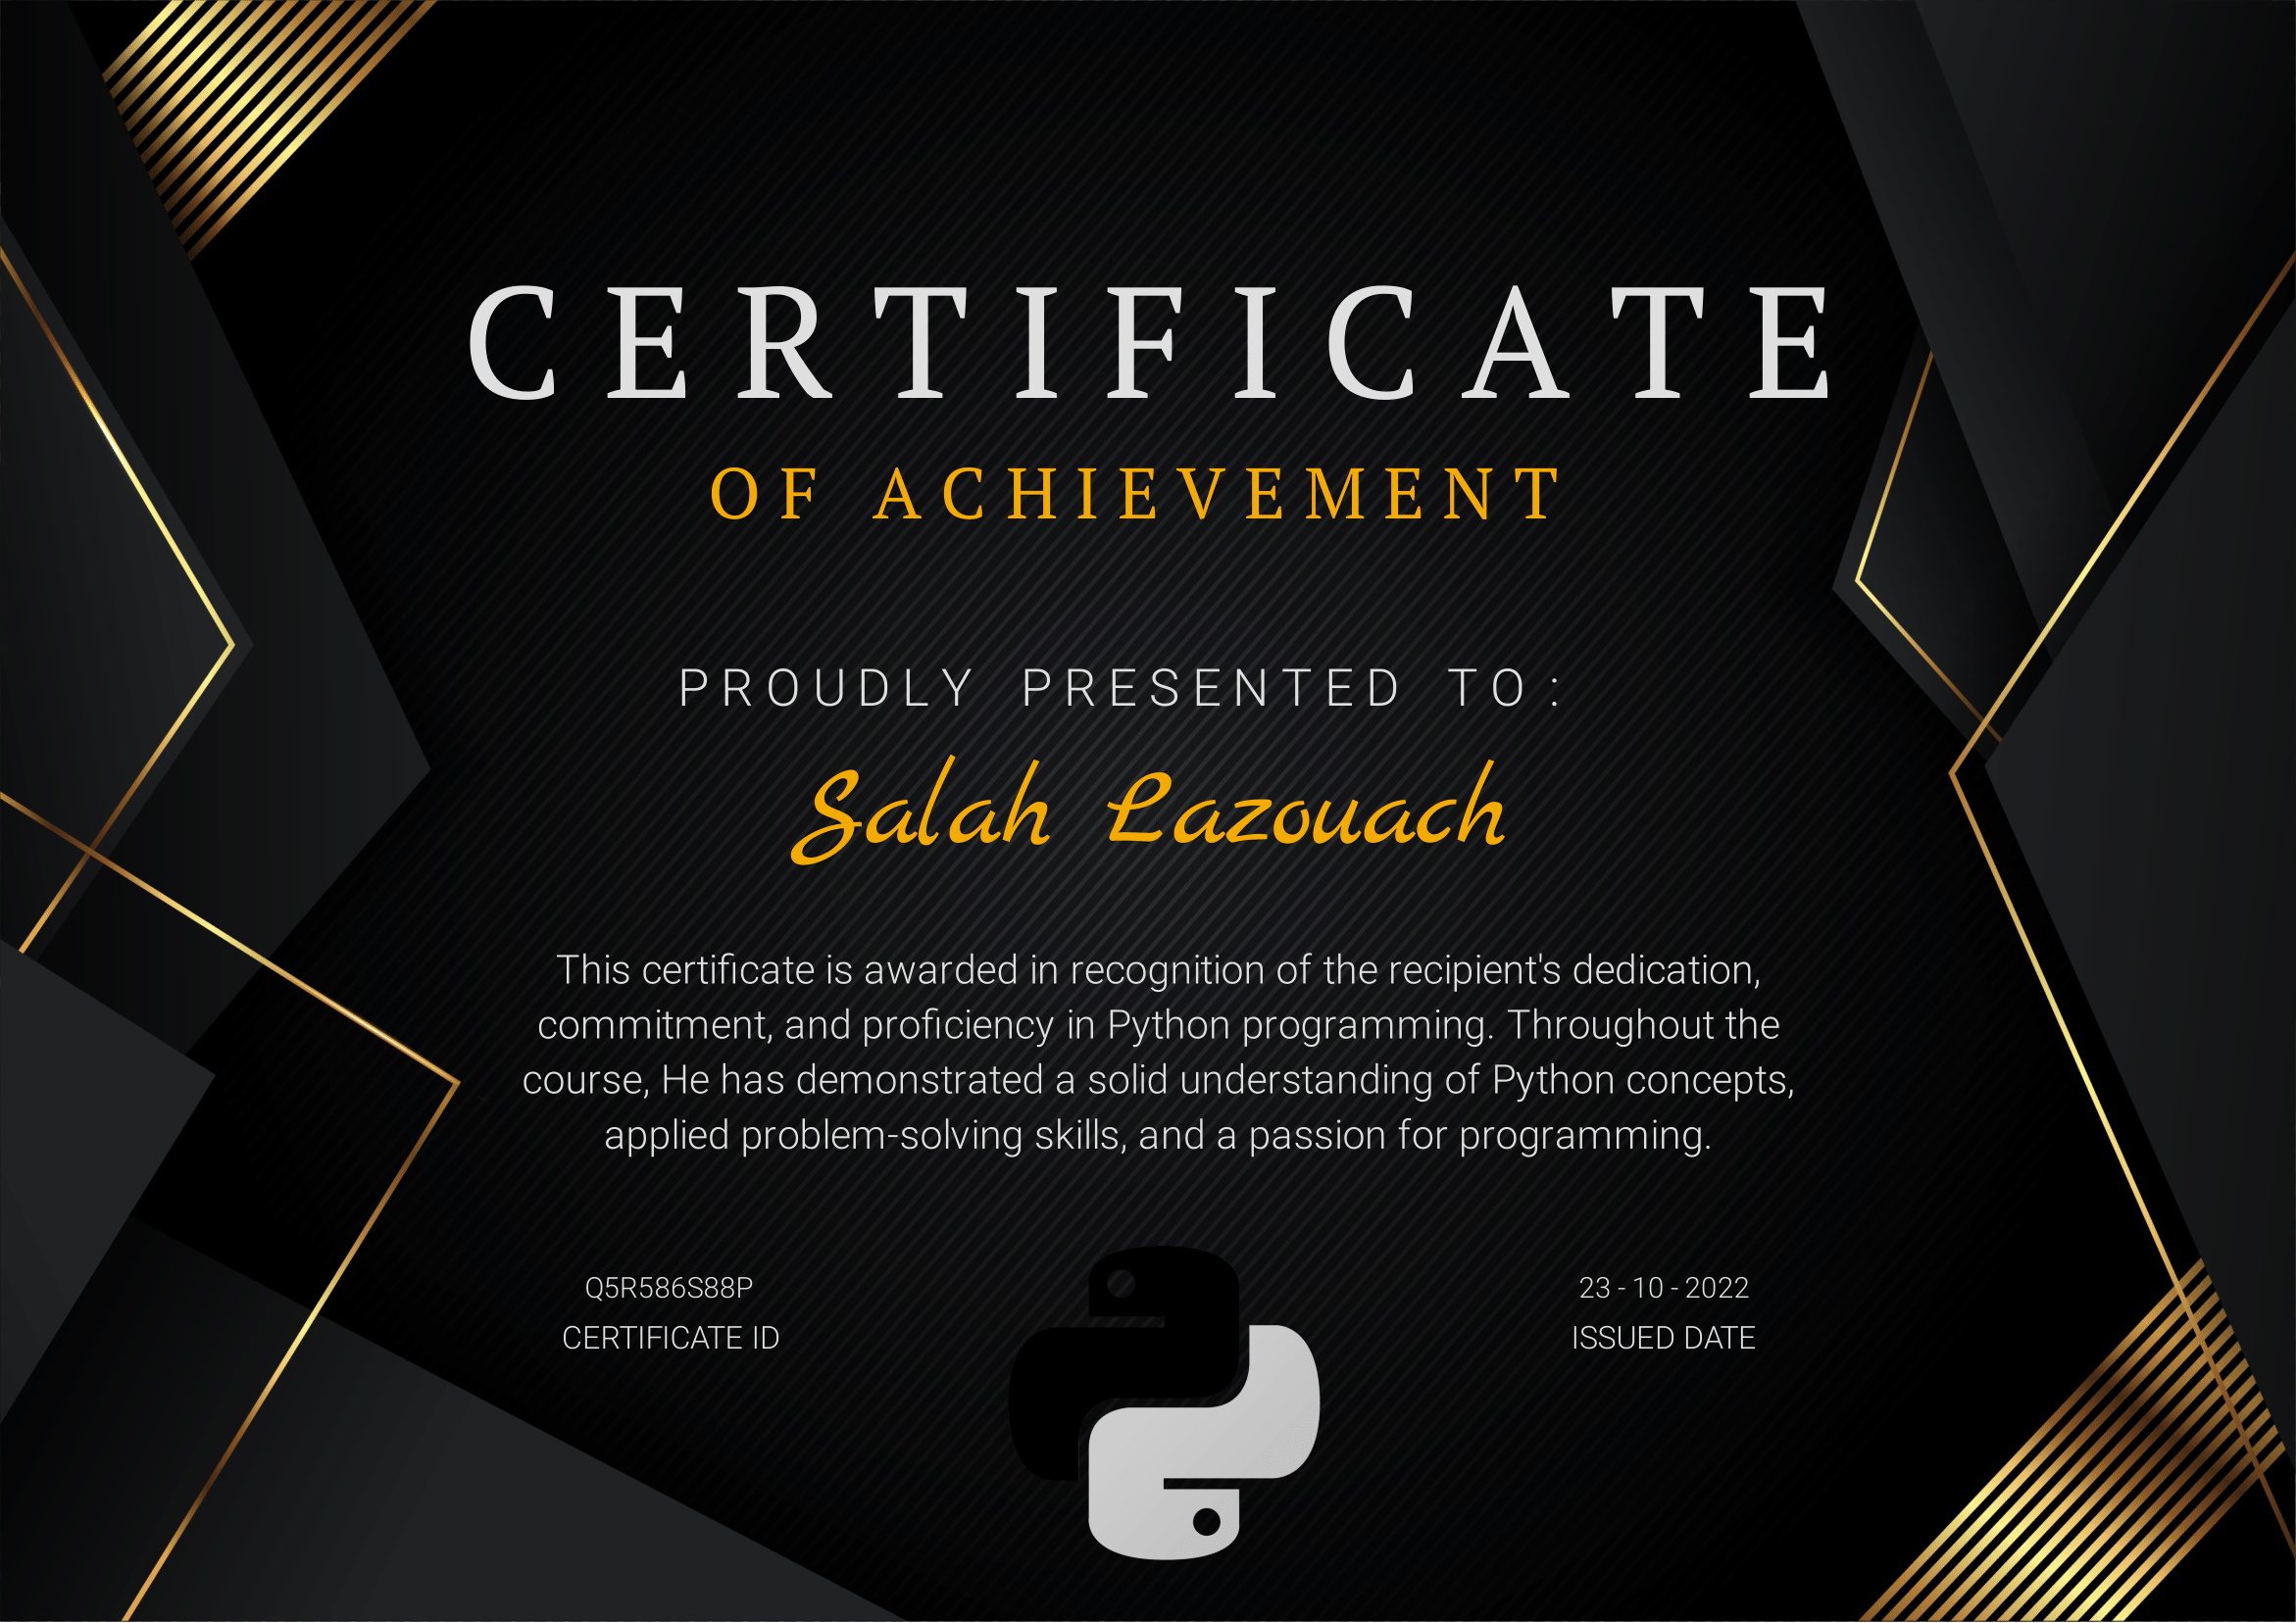 CERTIFICATE
OF ACHIEVEMENT
PROUDLY PRESENTED TO :
Salah Lazouach
This certificate is awarded in recognition of the recipient's dedication,
commitment, and proficiency in Python programming. Throughout the
course, He has demonstrated a solid understanding of Python concepts,
applied problem-solving skills, and a passion for programming.
Q5R586S88P
CERTIFICATE ID
23 - 10 - 2022
ISSUED DATE